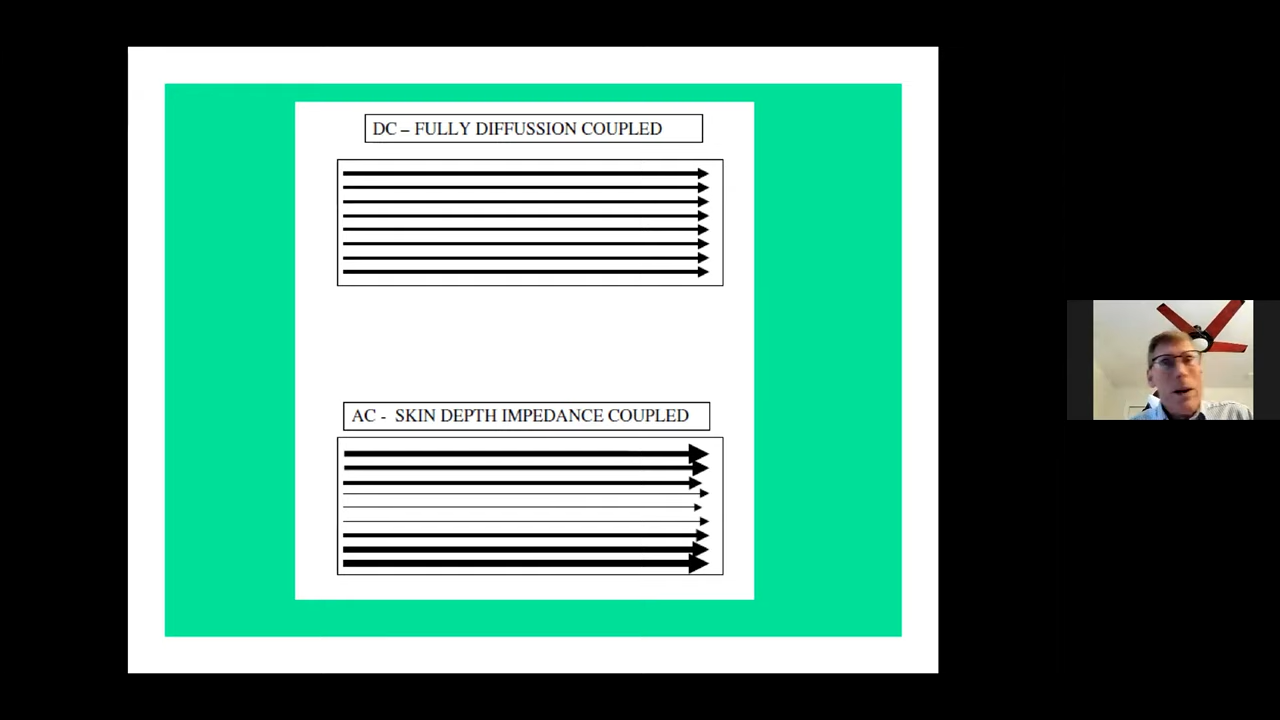 DC – FULLY DIFFUSSION COUPLED
AC - SKIN DEPTH IMPEDANCE COUPLED